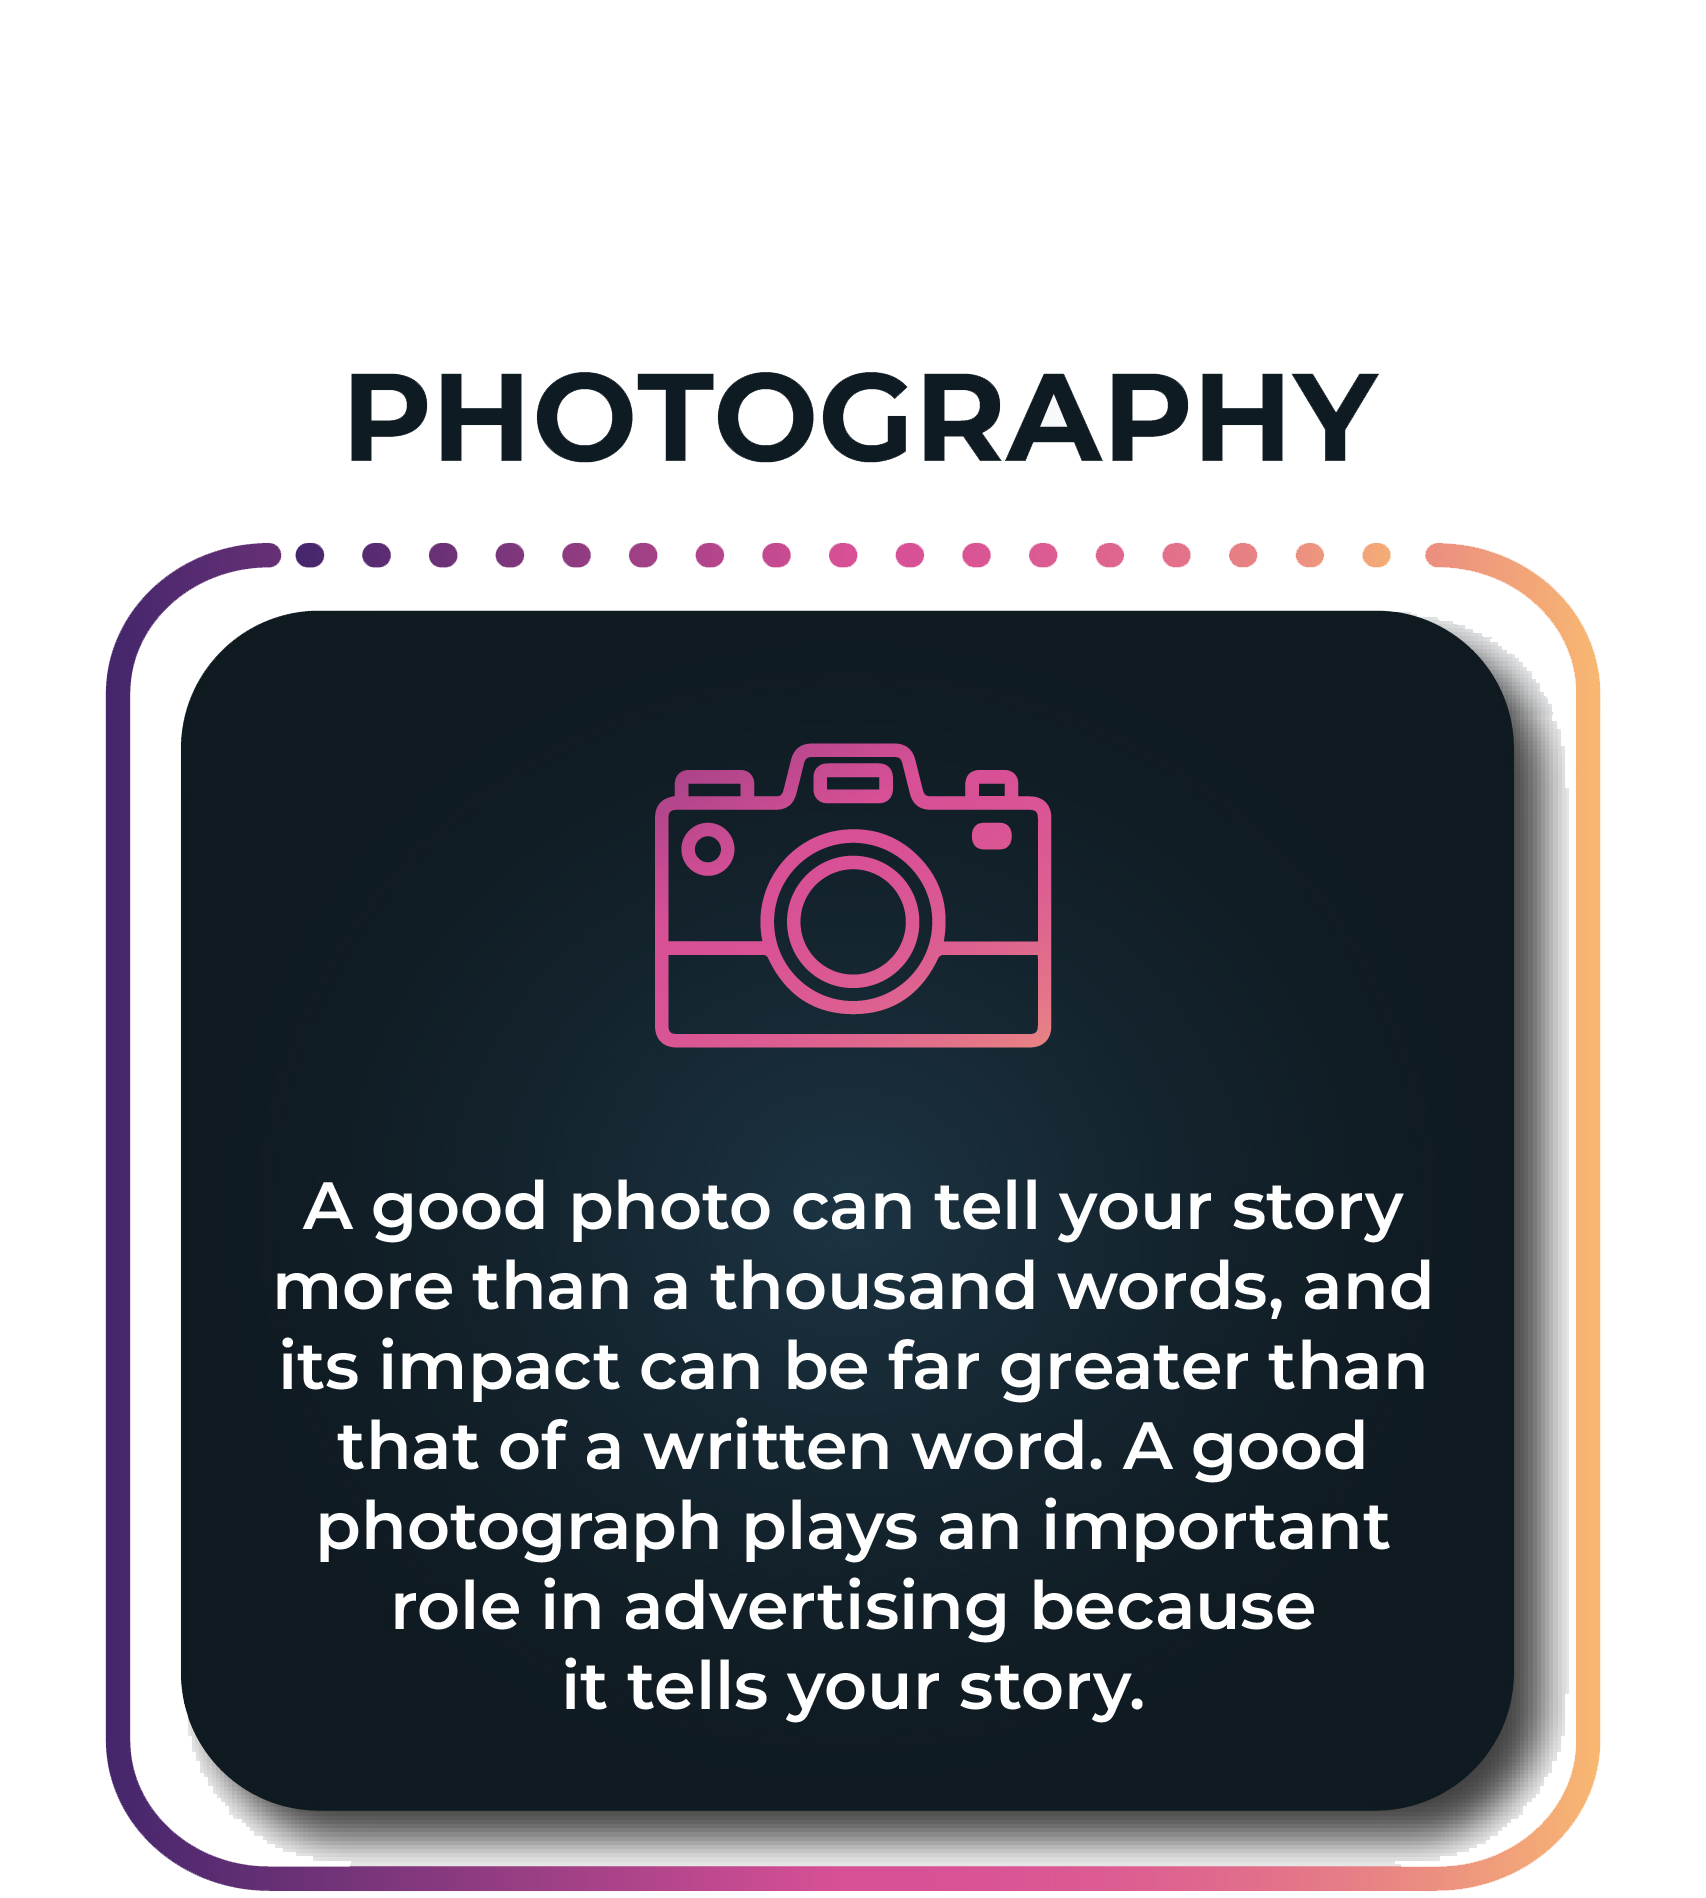 PHOTOGRAPHY
A good photo can tell your story
more than a thousand words, and
its impact can be far greater than
that of a written word. A good
photograph plays an important
role in advertising because
it tells your story.